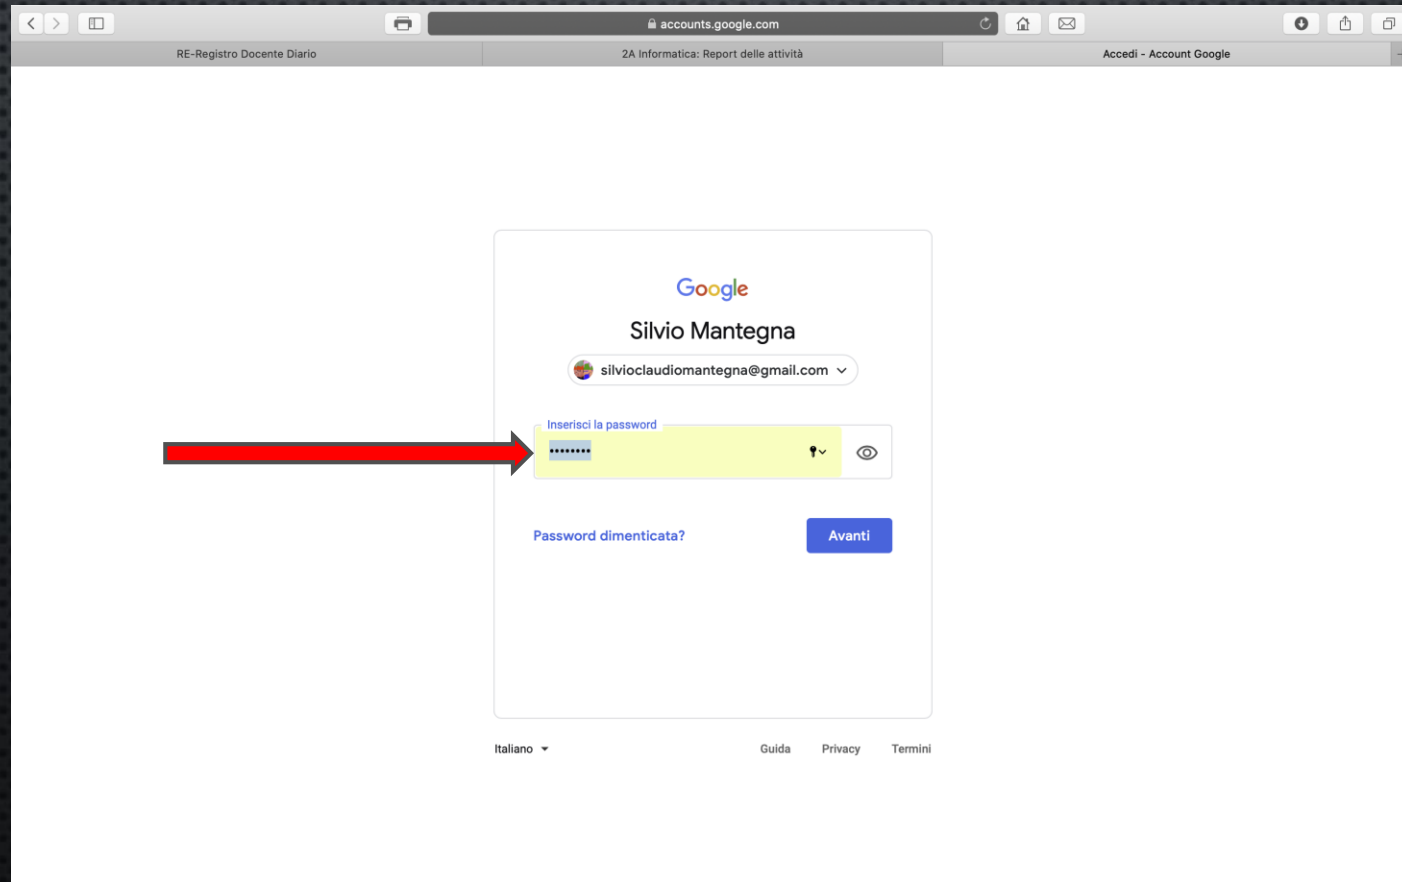 accounts.google.com
RE-Registro Docente Diario
2A Informatica: Report delle attività
Accedi - Account Google
Google
Silvio Mantegna
silvioclaudiomantegna@gmail.com
Inserisci la password
••••••••
Password dimenticata?
Avanti
Italiano
Guida
Privacy
Termini